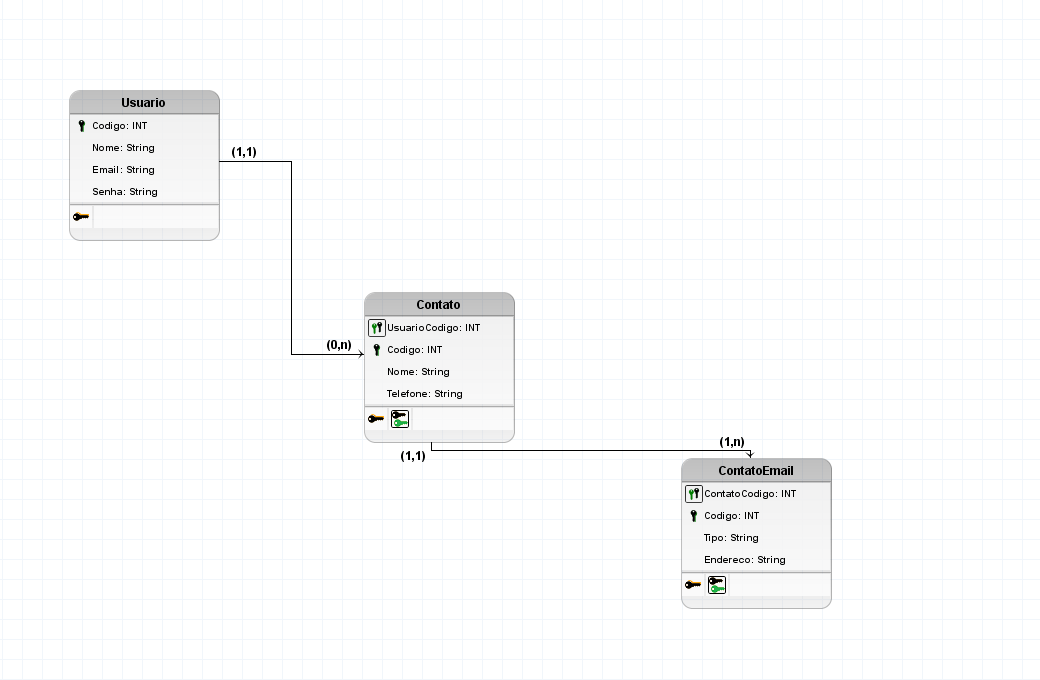 Usuario
Codigo: INT
Nome: String
Email: String
Senha: String
(1,1)
(0,n)
Contato
UsuarioCodigo: INT
Codigo: INT
Nome: String
Telefone: String
(1,1)
(1,n)
ContatoEmail
ContatoCodigo: INT
Codigo: INT
Tipo: String
Endereco: String